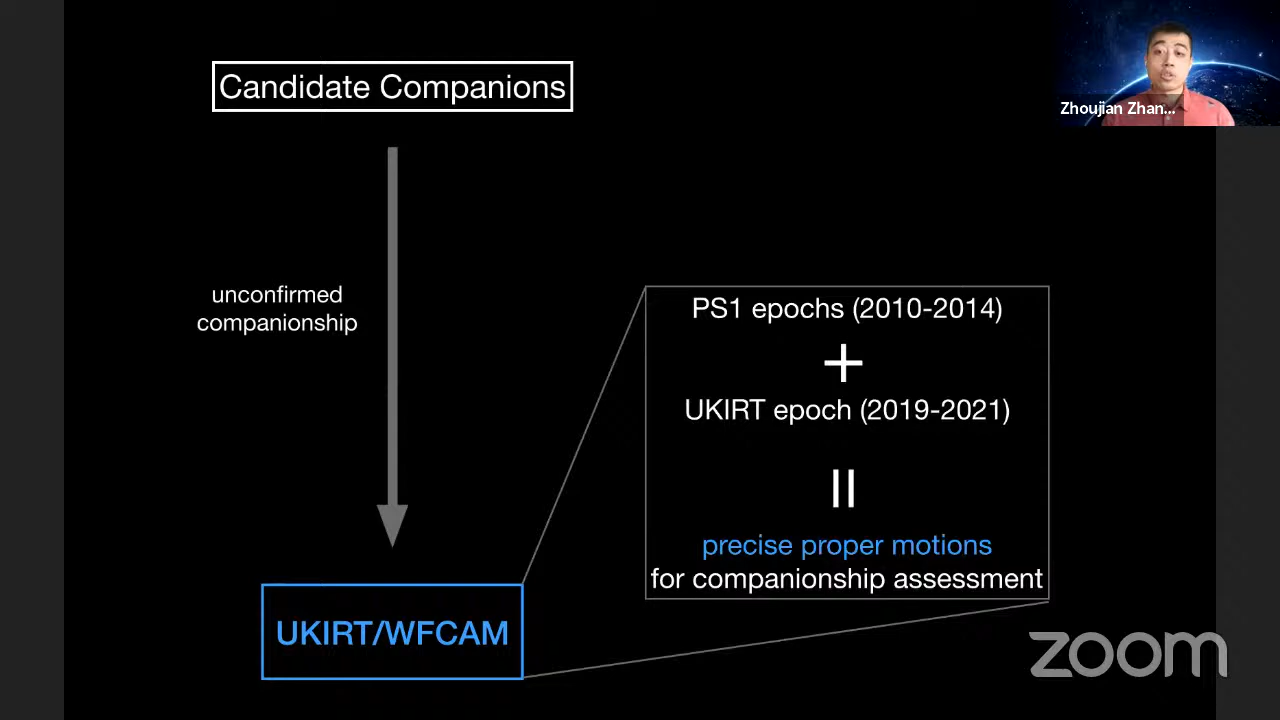 Candidate Companions
Zhoujian Zhan...
unconfirmed
companionship
PS1 epochs (2010-2014)
+
UKIRT epoch (2019-2021)
=
precise proper motions
for companionship assessment
UKIRT/WFCAM
zoom